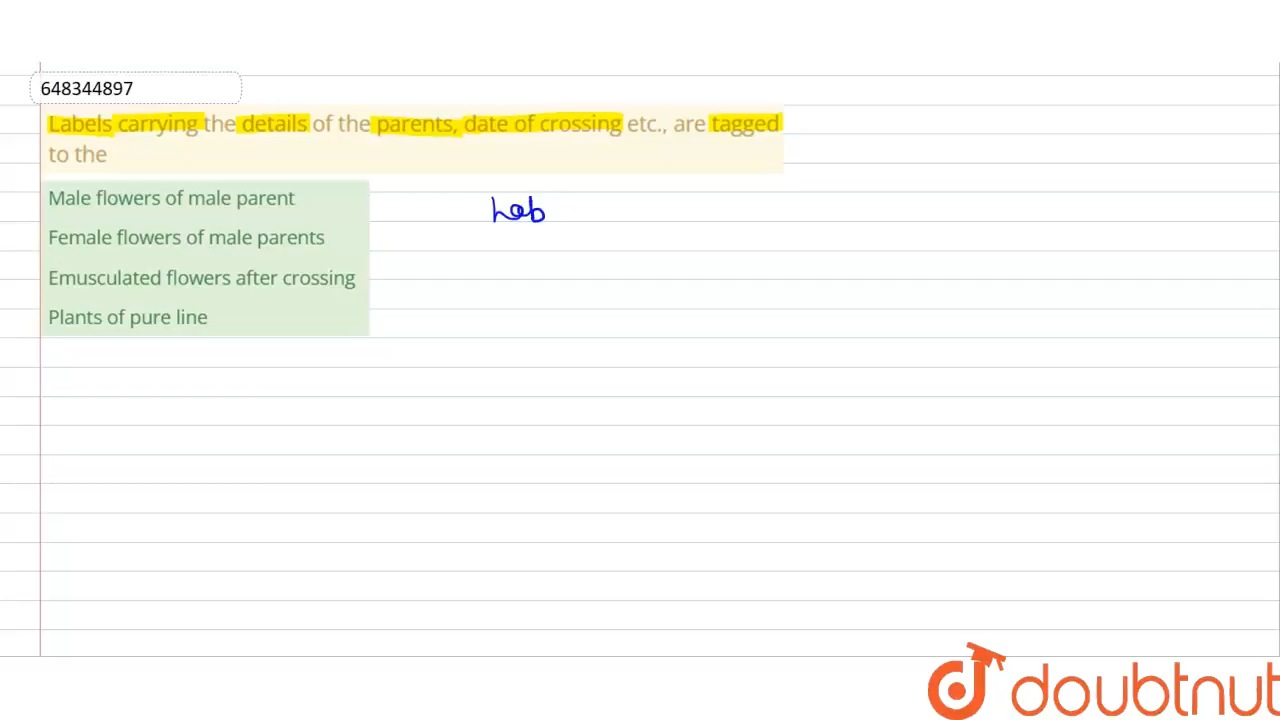 648344897
Labels carrying the details of the parents, date of crossing etc., are tagged
to the
Male flowers of male parent
Lab
Female flowers of male parents
Emusculated flowers after crossing
Plants of pure line
doubtnut